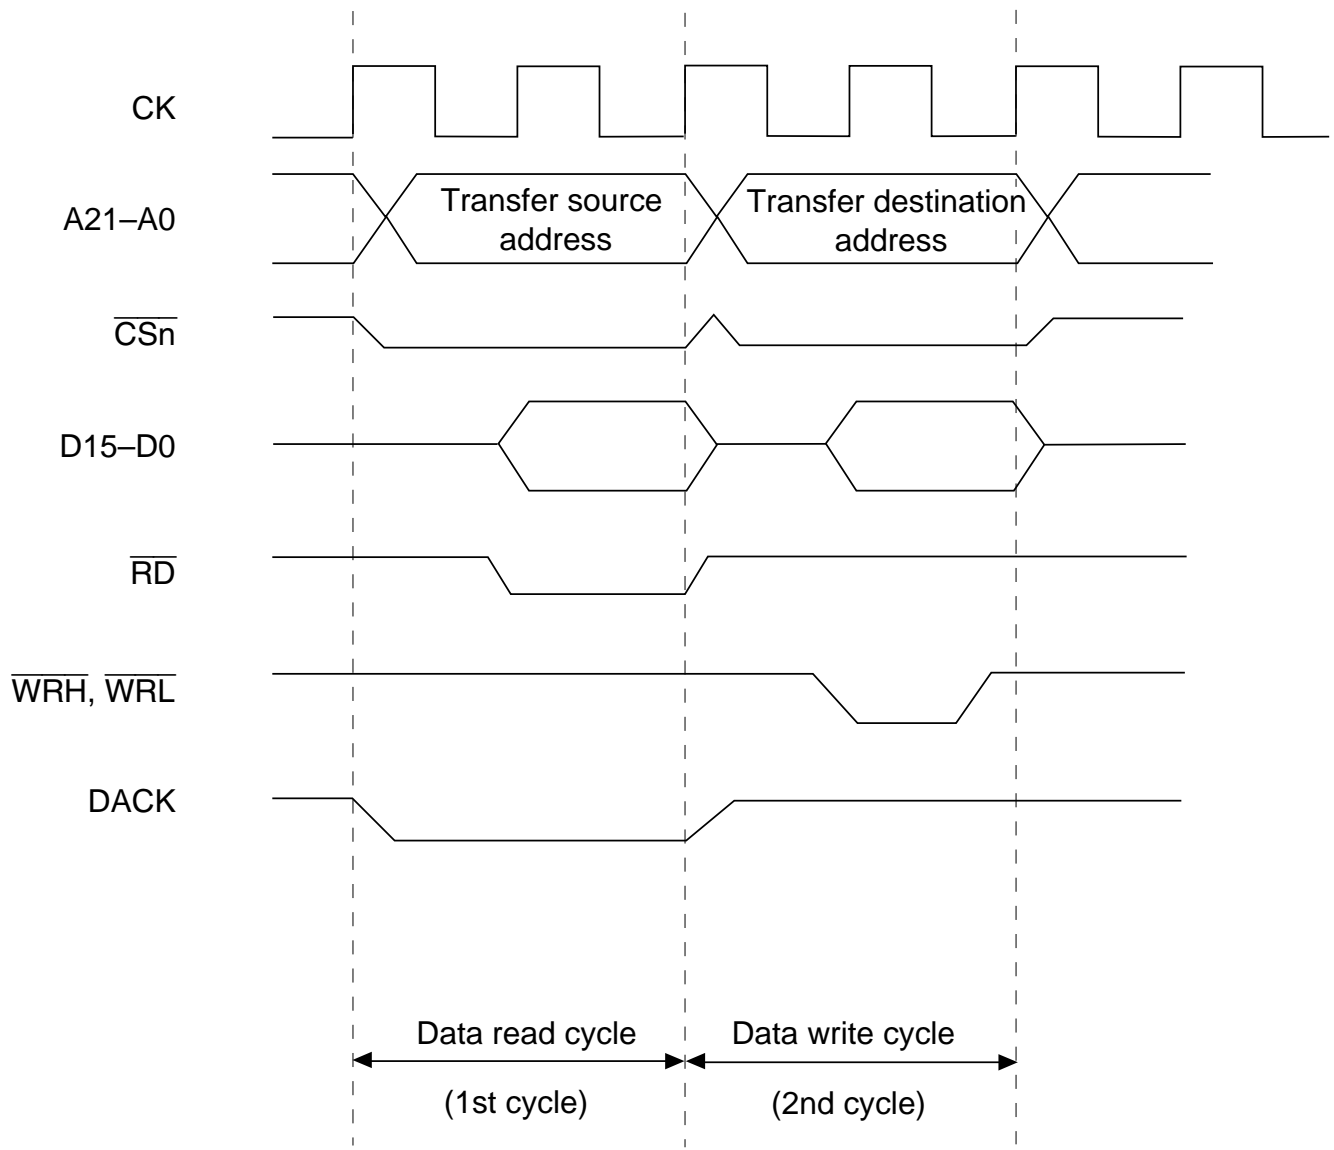 CK
A21–A0
Transfer source
address
Transfer destination
address
CSn
D15–D0
RD
WRH, WRL
DACK
Data read cycle
Data write cycle
(1st cycle)
(2nd cycle)